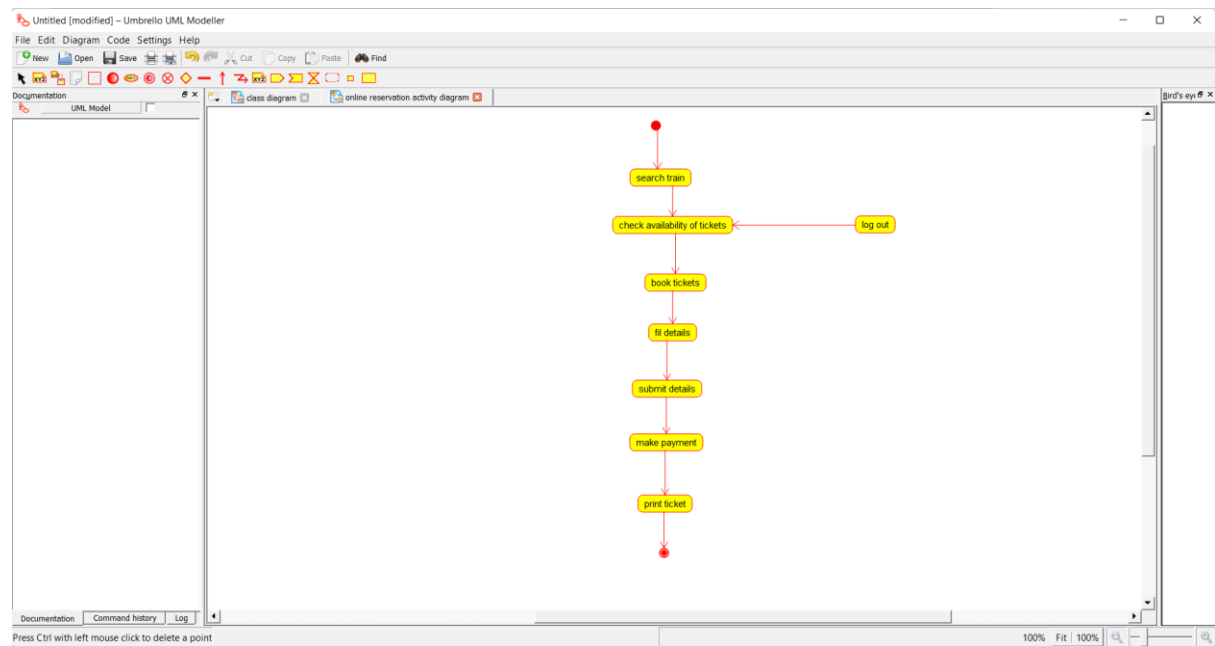 Untitled [modified] – Umbrello UML Modeller
File Edit Diagram Code Settings Help
New Open Save Cut Copy Paste Find
Documentation
class diagram online reservation activity diagram
Bird's eye
UML Model
search train
check availability of tickets log out
book tickets
fil details
submit details
make payment
print ticket
Documentation Command history Log
Press Ctrl with left mouse click to delete a point
100% Fit 100%